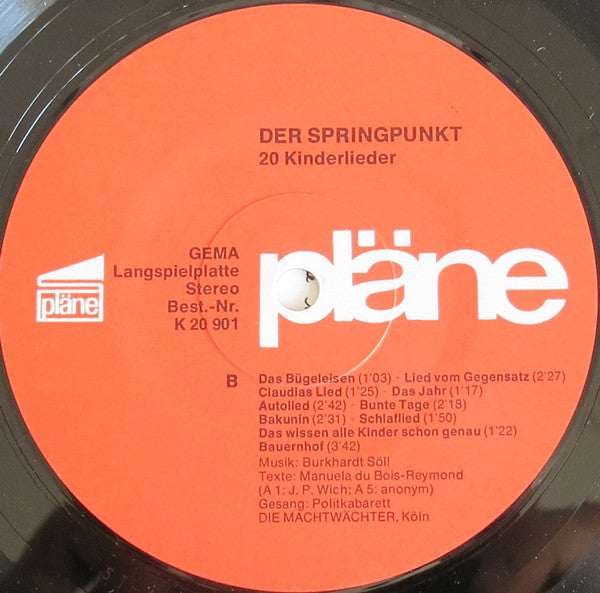 DER SPRINGPUNKT
20 Kinderlieder
GEMA
Langspielplatte
Stereo
Best.-Nr.
K 20 901
pläne
pläne
B
Das Bügeleisen (1'03) · Lied vom Gegensatz (2'27)
Claudias Lied (1'25) · Das Jahr (1'17)
Autolied (2'42) · Bunte Tage (2'18)
Bakunin (2'31) · Schlaflied (1'50)
Das wissen alle Kinder schon genau (1'22)
Bauernhof (3'42)
Musik: Burkhardt Söll
Texte: Manuela du Bois-Reymond
(A 1: J. P. Wich; A 5: anonym)
Gesang: Politkabarett
DIE MACHTWÄCHTER, Köln